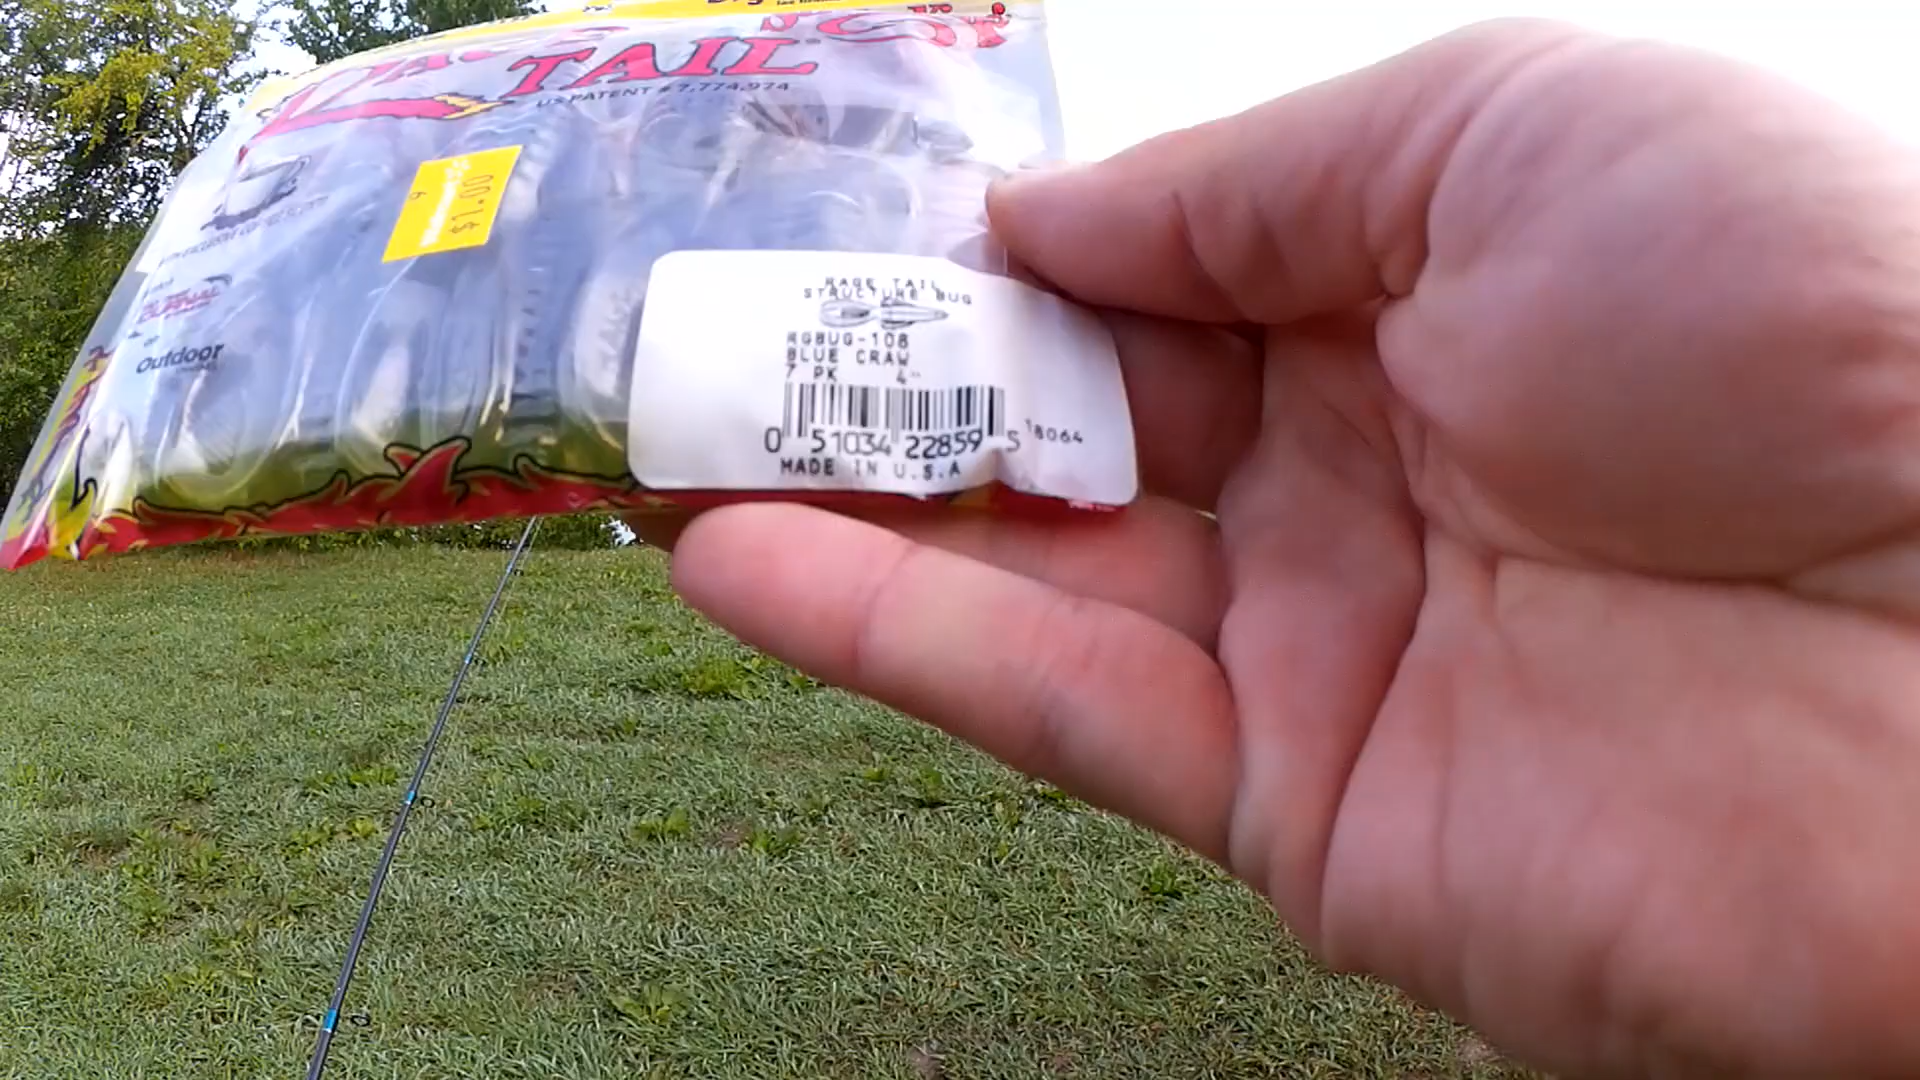 RAGE TAIL
US PATENT # 7,774,974
$1.00
Outdoor
RAGE TAIL
STRUCTURE BUG
RGBUG-108
BLUE CRAW
7 PK 4"
0 51034 22859 5
18064
MADE IN U.S.A